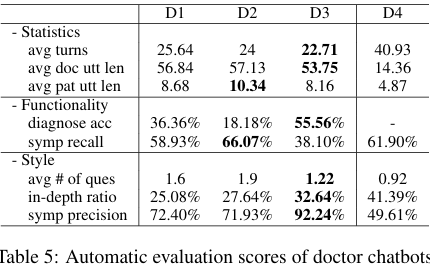 D1 D2 D3 D4
- Statistics
avg turns 25.64 24 22.71 40.93
avg doc utt len 56.84 57.13 53.75 14.36
avg pat utt len 8.68 10.34 8.16 4.87
- Functionality
diagnose acc 36.36% 18.18% 55.56% -
symp recall 58.93% 66.07% 38.10% 61.90%
- Style
avg # of ques 1.6 1.9 1.22 0.92
in-depth ratio 25.08% 27.64% 32.64% 41.39%
symp precision 72.40% 71.93% 92.24% 49.61%
Table 5: Automatic evaluation scores of doctor chatbots